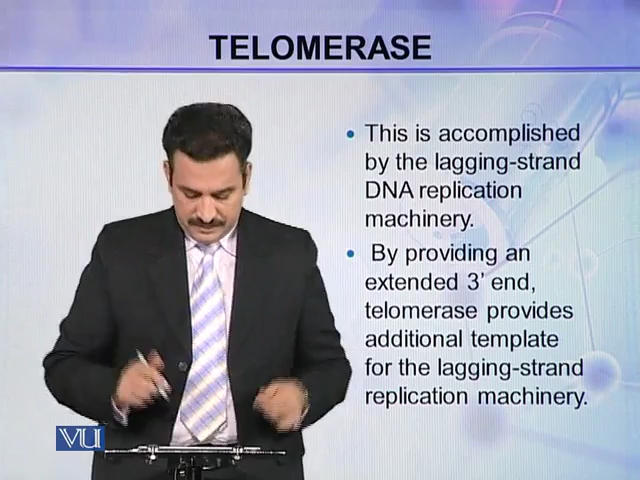 TELOMERASE
• This is accomplished
by the lagging-strand
DNA replication
machinery.
• By providing an
extended 3' end,
telomerase provides
additional template
for the lagging-strand
replication machinery.
VU